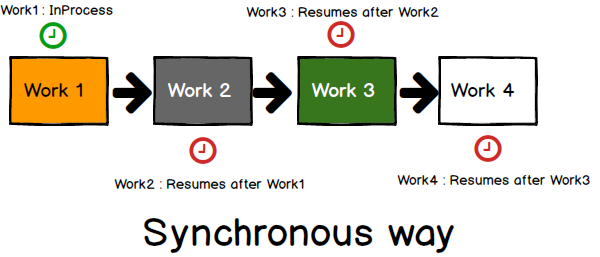 Work1 : InProcess
Work3 : Resumes after Work2
Work 1
Work 2
Work 3
Work 4
Work2 : Resumes after Work1
Work4 : Resumes after Work3
Synchronous way